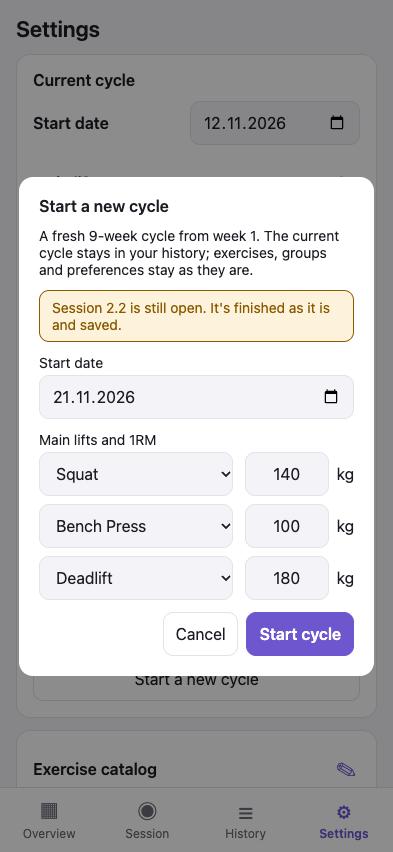 Settings
Current cycle
Start date
12.11.2026
Start a new cycle
A fresh 9-week cycle from week 1. The current
cycle stays in your history; exercises, groups
and preferences stay as they are.
Session 2.2 is still open. It's finished as it is
and saved.
Start date
21.11.2026
Main lifts and 1RM
Squat 140 kg
Bench Press 100 kg
Deadlift 180 kg
Cancel Start cycle
Start a new cycle
Exercise catalog
Overview Session History Settings